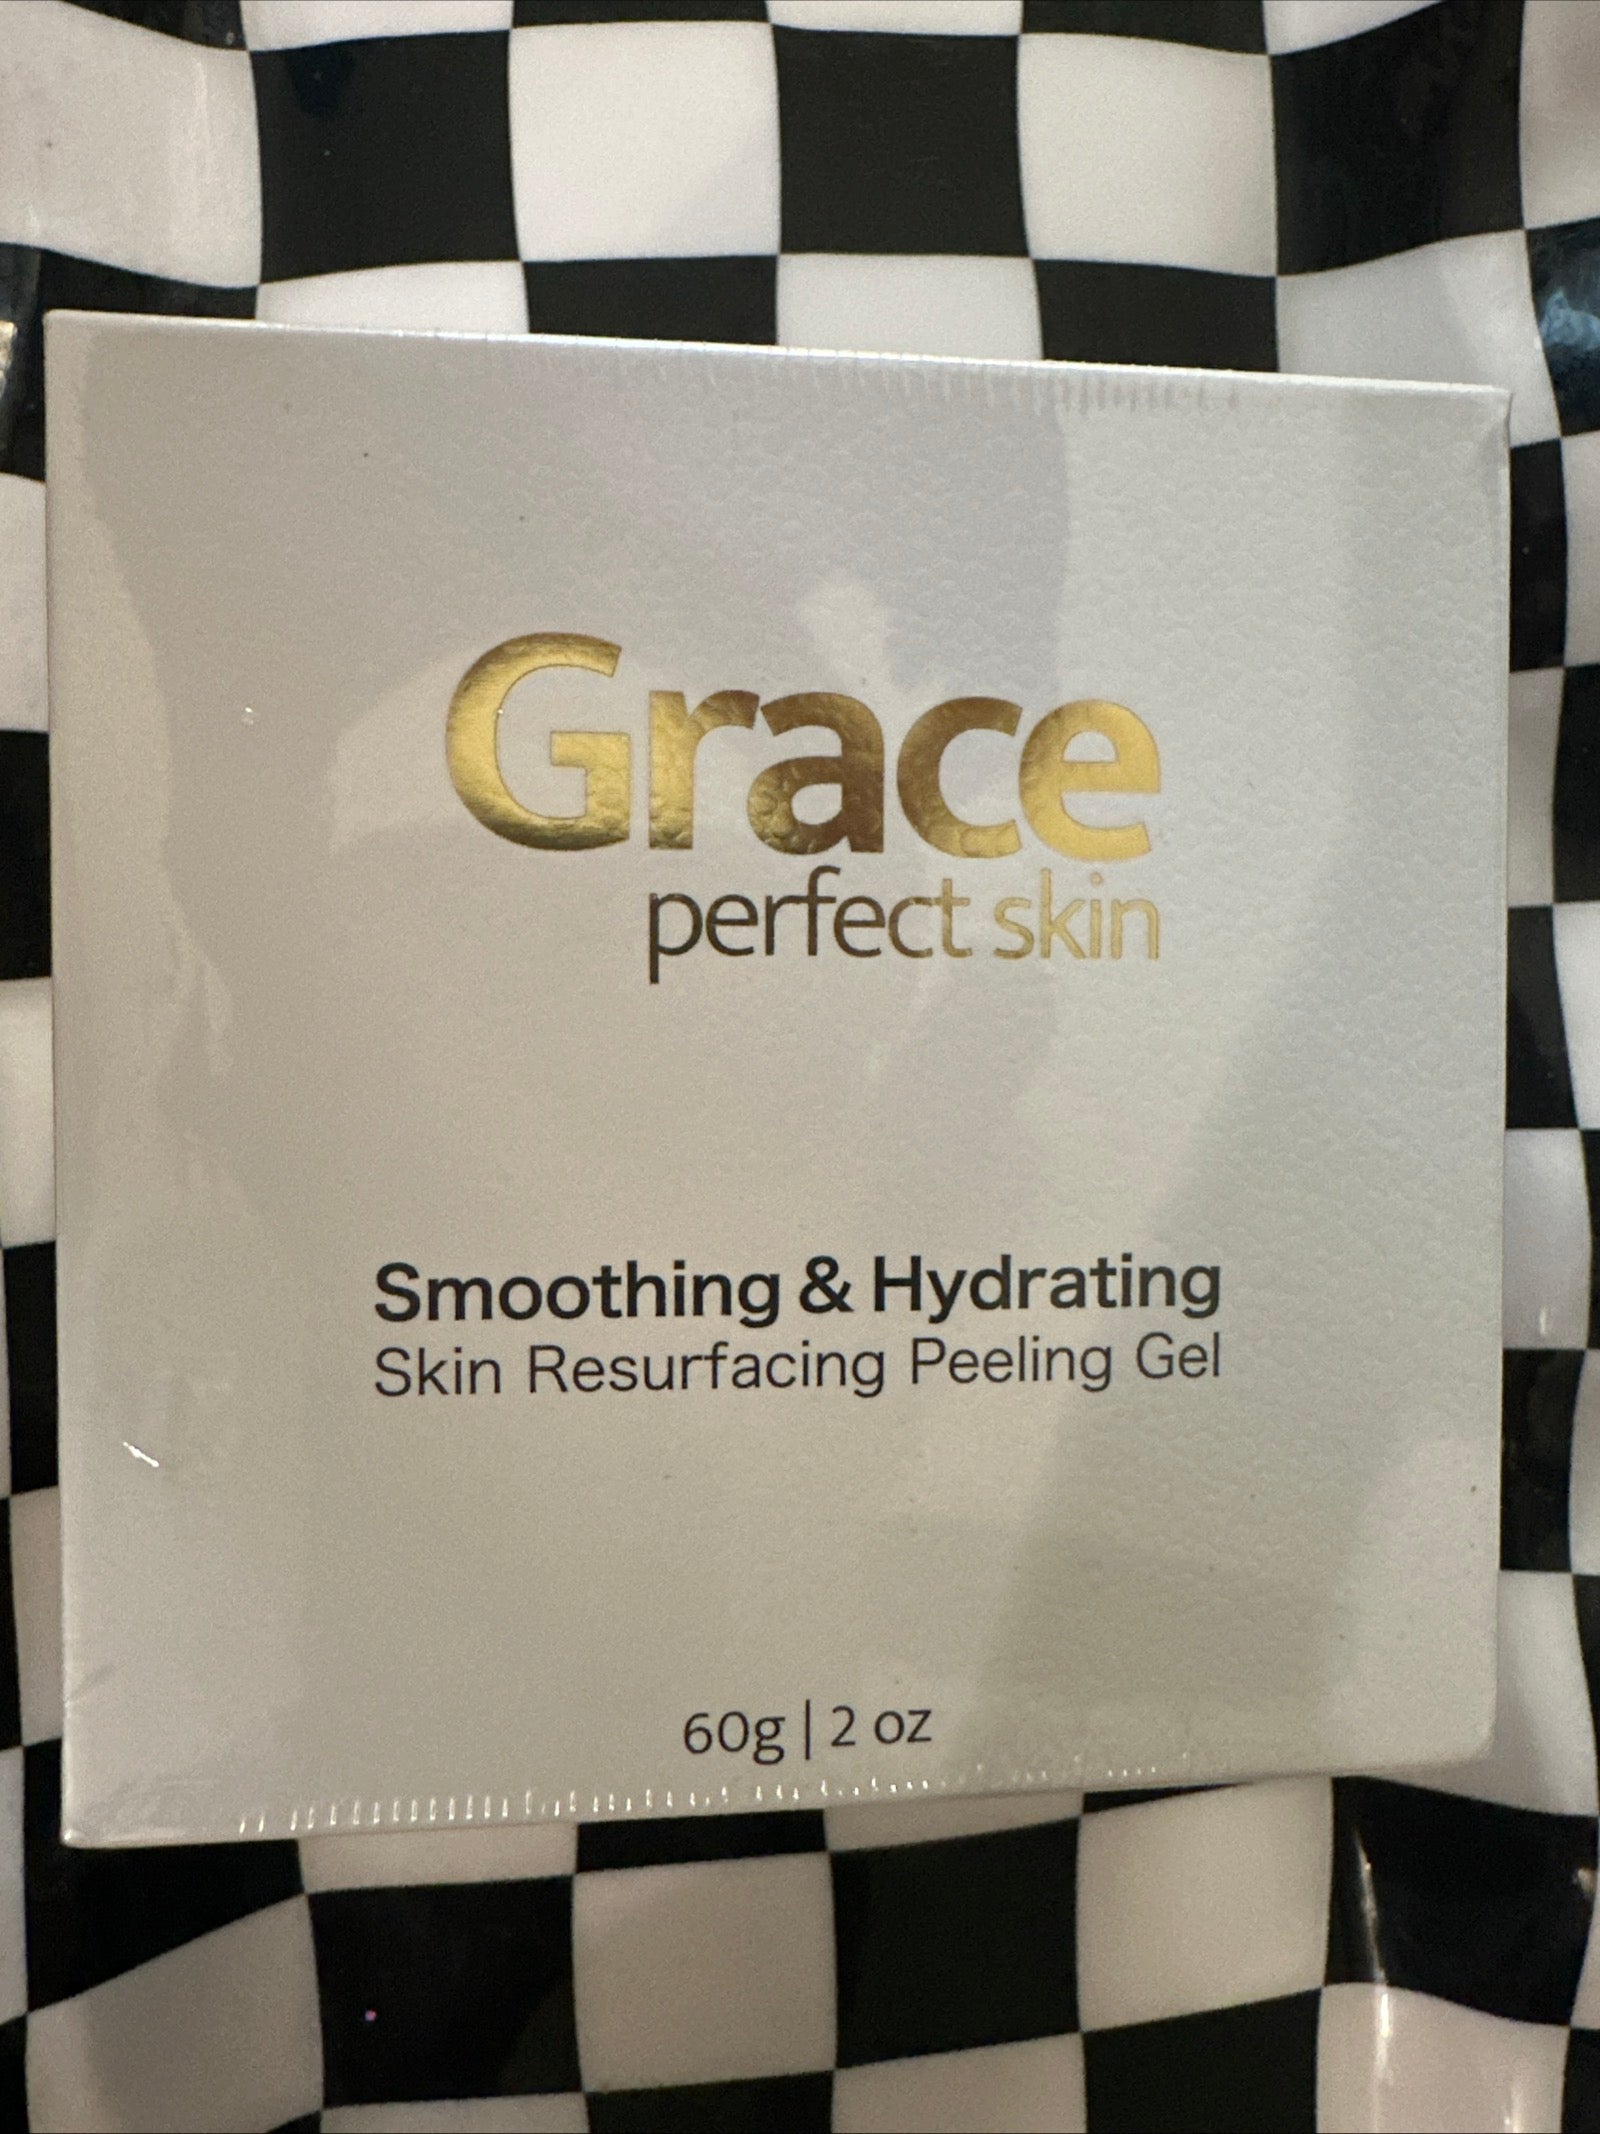 Grace
perfect skin
Smoothing & Hydrating
Skin Resurfacing Peeling Gel
60g | 2 oz